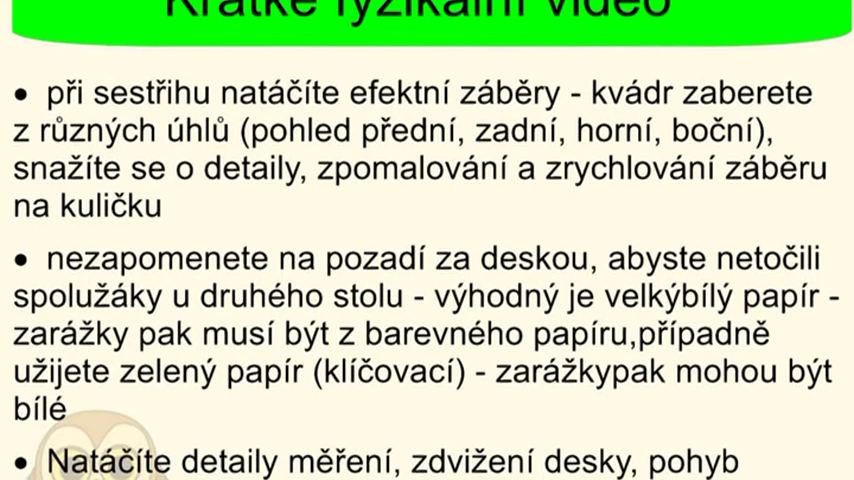 Krátké fyzikální video
• při sestřihu natáčíte efektní záběry - kvádr zaberete
z různých úhlů (pohled přední, zadní, horní, boční),
snažíte se o detaily, zpomalování a zrychlování záběru
na kuličku
• nezapomenete na pozadí za deskou, abyste netočili
spolužáky u druhého stolu - výhodný je velkýbílý papír -
zarážky pak musí být z barevného papíru,případně
užijete zelený papír (klíčovací) - zarážkypak mohou být
bílé
• Natáčíte detaily měření, zdvižení desky, pohyb